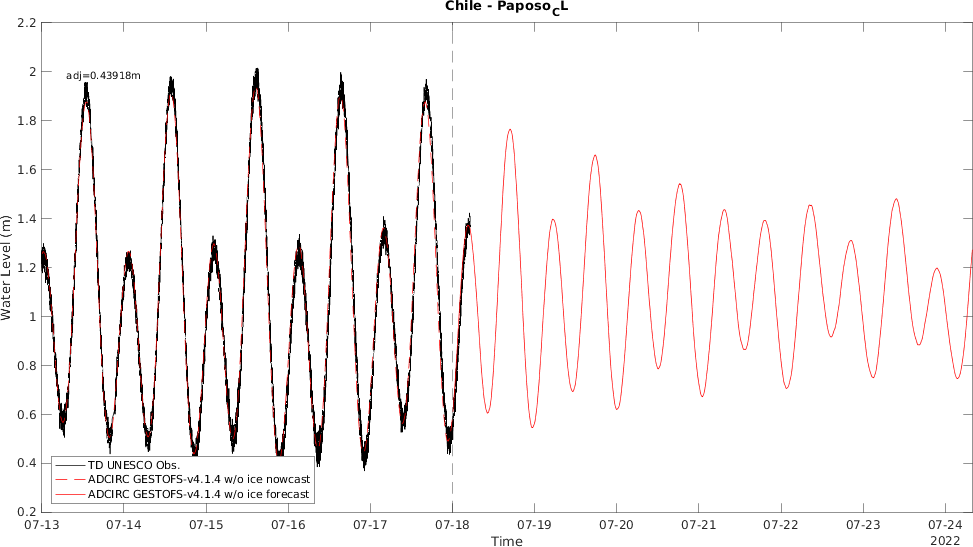 Chile - Paposo_CL
2.2
2
1.8
1.6
1.4
1.2
1
0.8
0.6
0.4
0.2
Water Level (m)
adj=0.43918m
TD UNESCO Obs.
ADCIRC GESTOFS-v4.1.4 w/o ice nowcast
ADCIRC GESTOFS-v4.1.4 w/o ice forecast
07-13 07-14 07-15 07-16 07-17 07-18 07-19 07-20 07-21 07-22 07-23 07-24
Time
2022